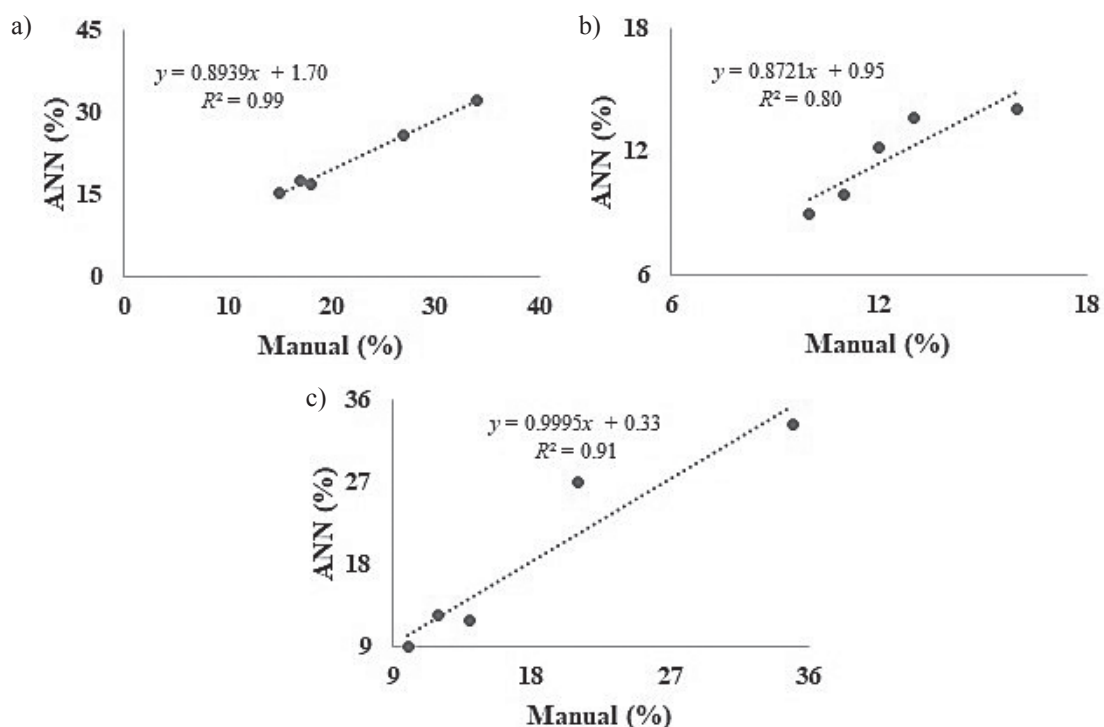 a)
45
30
15
0
ANN (%)
y = 0.8939x + 1.70
R² = 0.99
0 10 20 30 40
Manual (%)
b)
18
12
6
ANN (%)
y = 0.8721x + 0.95
R² = 0.80
6 12 18
Manual (%)
c)
36
27
18
9
ANN (%)
y = 0.9995x + 0.33
R² = 0.91
9 18 27 36
Manual (%)